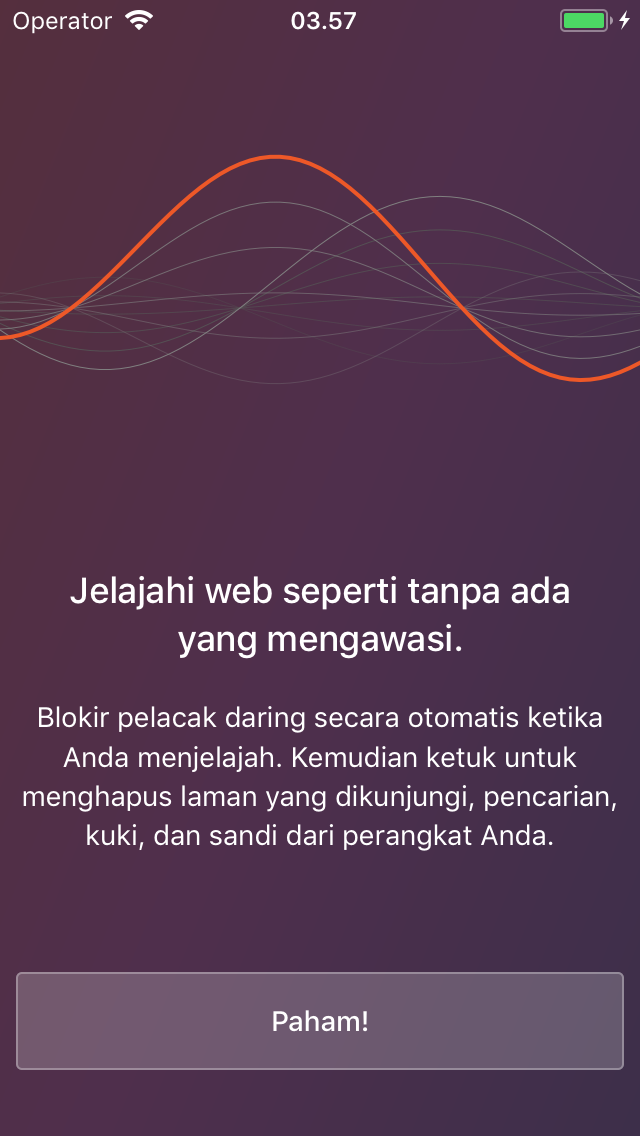 Operator
03.57
Jelajahi web seperti tanpa ada
yang mengawasi.
Blokir pelacak daring secara otomatis ketika
Anda menjelajah. Kemudian ketuk untuk
menghapus laman yang dikunjungi, pencarian,
kuki, dan sandi dari perangkat Anda.
Paham!